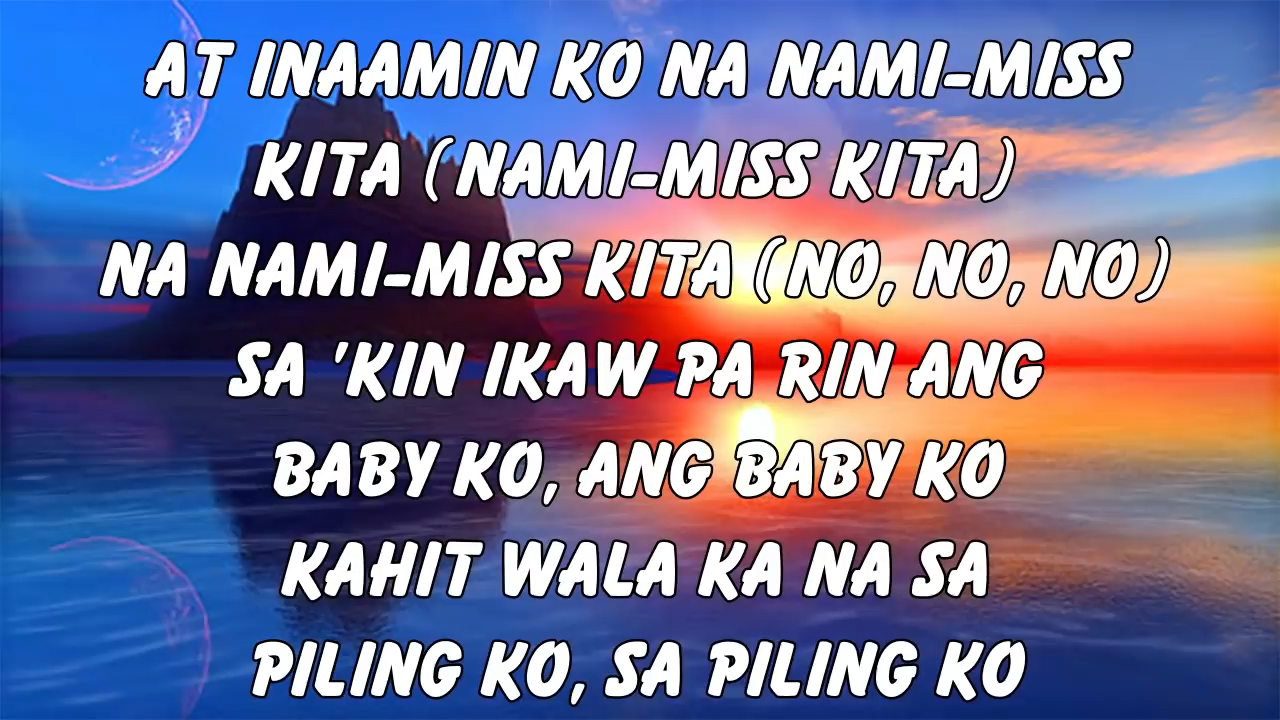 AT INAAMIN KO NA NAMI-MISS
KITA (NAMI-MISS KITA)
NA NAMI-MISS KITA (NO, NO, NO)
SA 'KIN IKAW PA RIN ANG
BABY KO, ANG BABY KO
KAHIT WALA KA NA SA
PILING KO, SA PILING KO